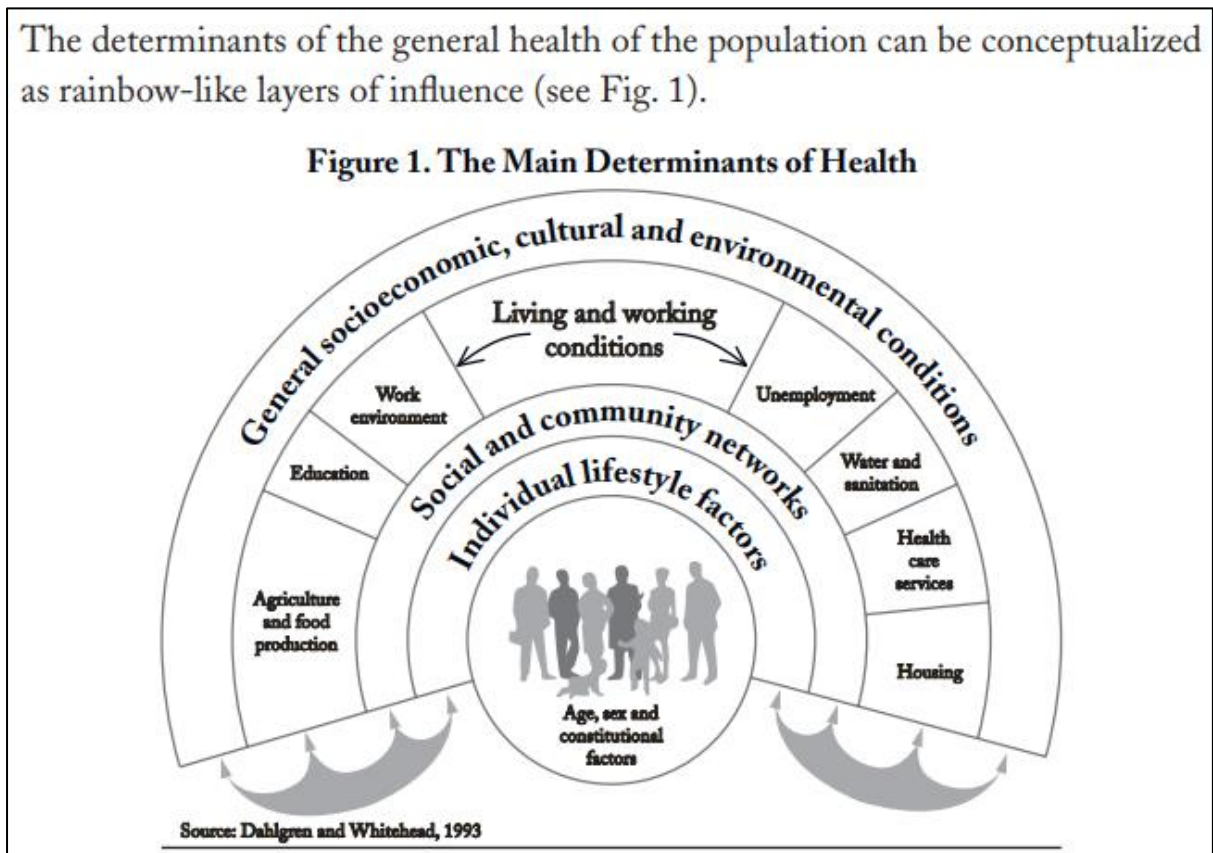 The determinants of the general health of the population can be conceptualized
as rainbow-like layers of influence (see Fig. 1).
Figure 1. The Main Determinants of Health
General socioeconomic, cultural and environmental conditions
Living and working
conditions
Work
environment
Unemployment
Education
Water and
sanitation
Social and community networks
Individual lifestyle factors
Health
care
services
Agriculture
and food
production
Housing
Age, sex and
constitutional
factors
Source: Dahlgren and Whitehead, 1993